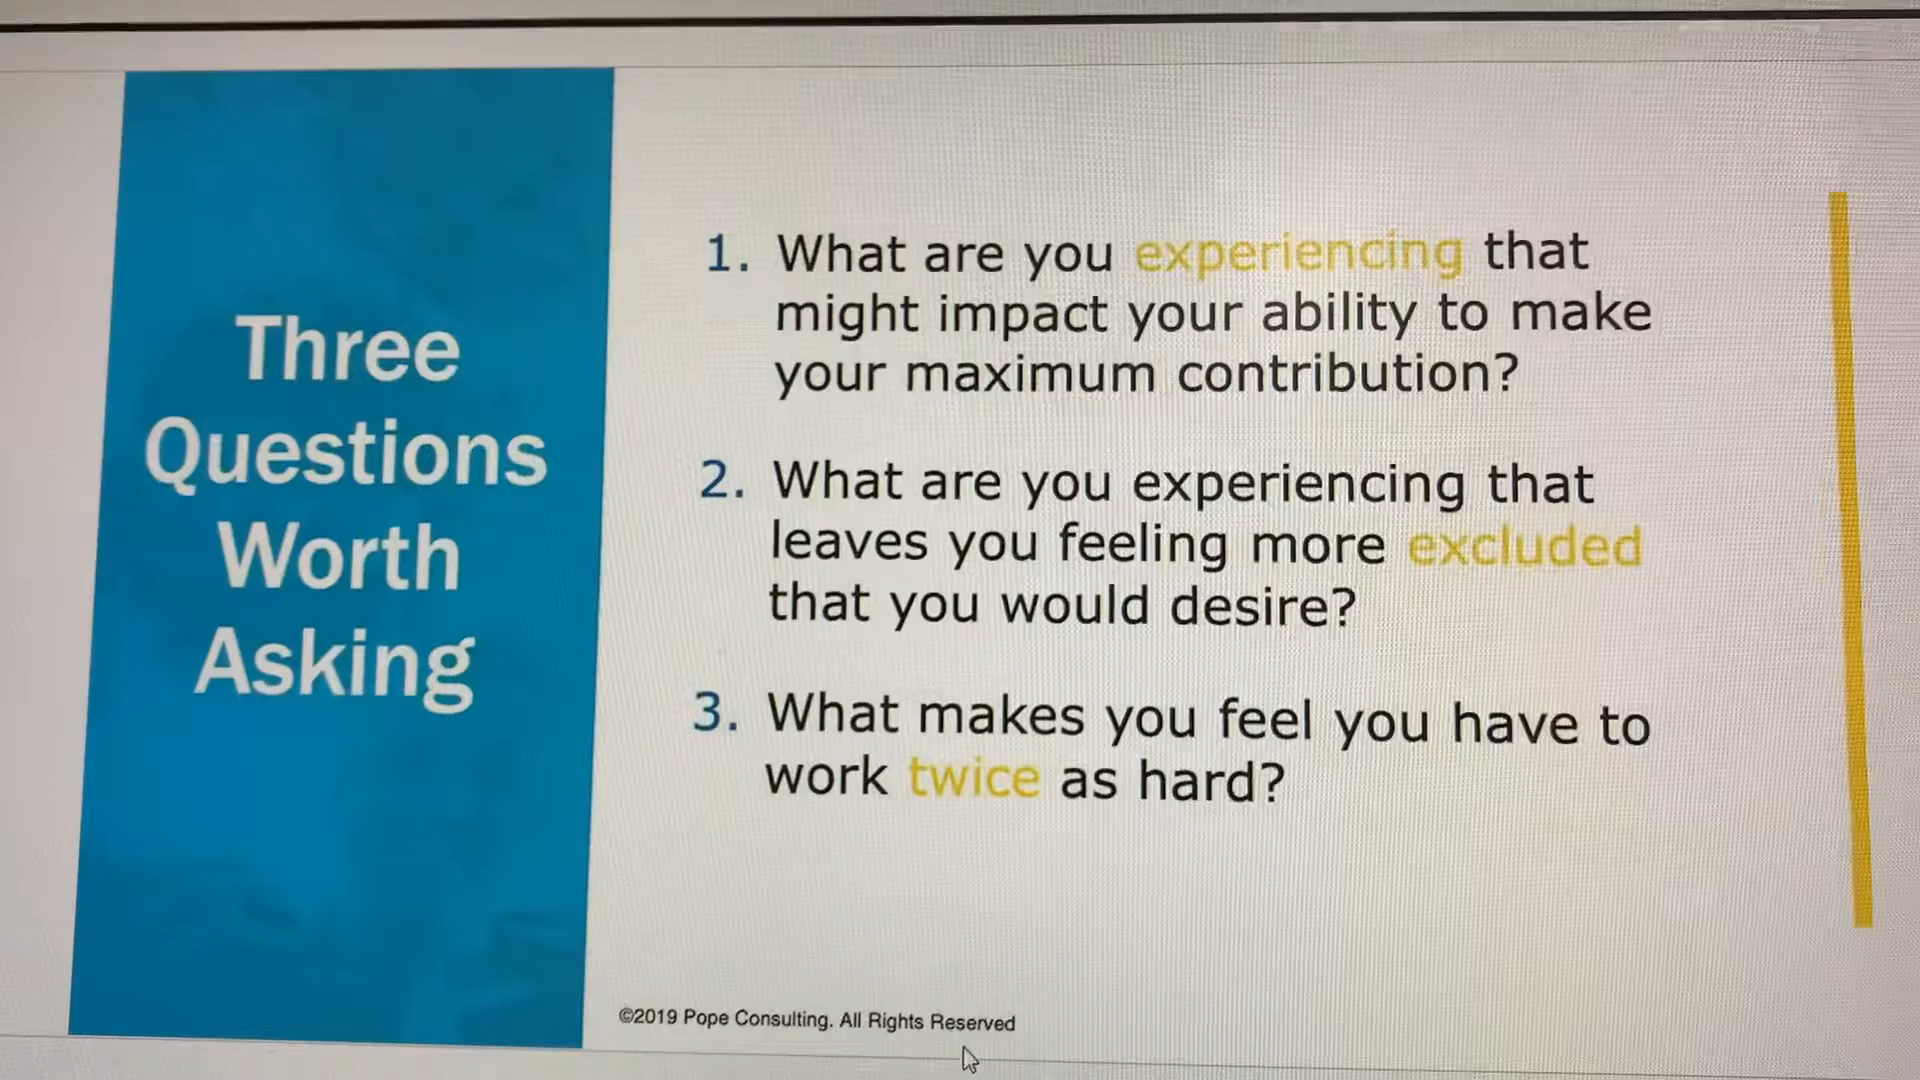 Three
Questions
Worth
Asking
1. What are you experiencing that
might impact your ability to make
your maximum contribution?
2. What are you experiencing that
leaves you feeling more excluded
that you would desire?
3. What makes you feel you have to
work twice as hard?
©2019 Pope Consulting. All Rights Reserved